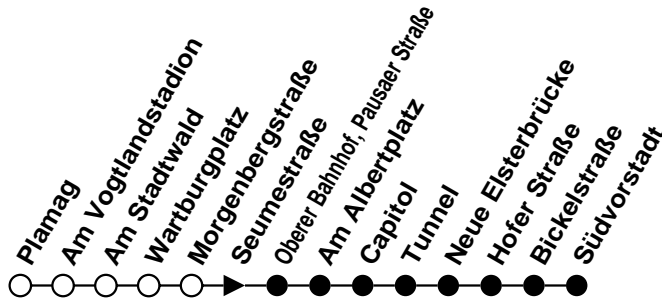 Plamag
Am Vogtlandstadion
Am Stadtwald
Wartburgplatz
Morgenbergstraße
Seumestraße
Oberer Bahnhof, Pausaer Straße
Am Albertplatz
Capitol
Tunnel
Neue Elsterbrücke
Hofer Straße
Bickelstraße
Südvorstadt